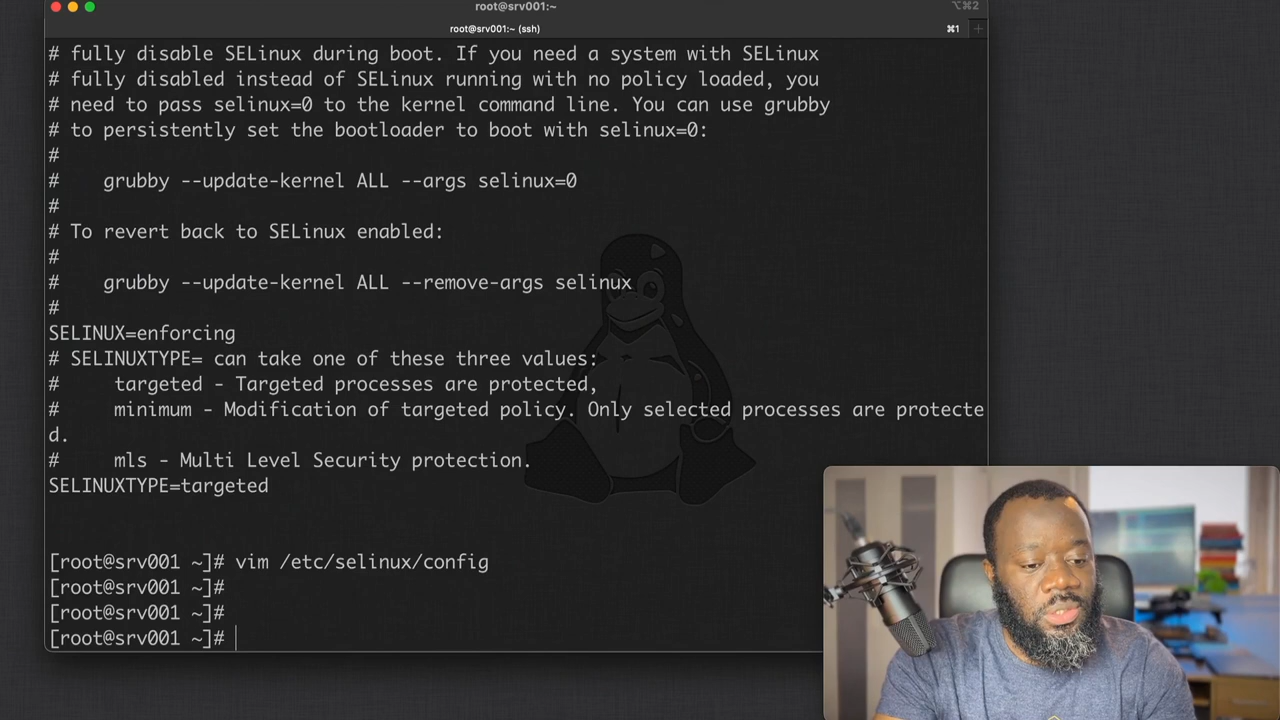 root@srv001:~
⌥⌘2
root@srv001:~ (ssh)
⌘1
+
# fully disable SELinux during boot. If you need a system with SELinux
# fully disabled instead of SELinux running with no policy loaded, you
# need to pass selinux=0 to the kernel command line. You can use grubby
# to persistently set the bootloader to boot with selinux=0:
#
#    grubby --update-kernel ALL --args selinux=0
#
# To revert back to SELinux enabled:
#
#    grubby --update-kernel ALL --remove-args selinux
#
SELINUX=enforcing
# SELINUXTYPE= can take one of these three values:
#     targeted - Targeted processes are protected,
#     minimum - Modification of targeted policy. Only selected processes are protecte
d.
#     mls - Multi Level Security protection.
SELINUXTYPE=targeted
[root@srv001 ~]# vim /etc/selinux/config
[root@srv001 ~]#
[root@srv001 ~]#
[root@srv001 ~]#